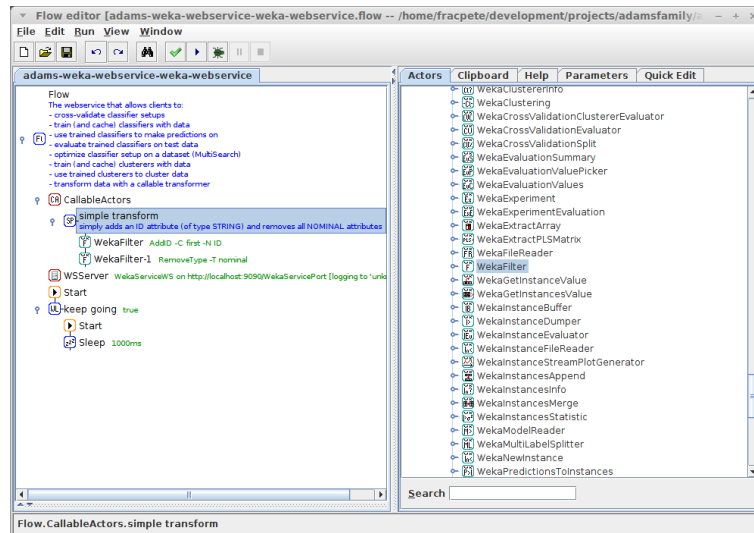 Flow editor [adams-weka-webservice-weka-webservice.flow -- /home/fracpete/development/projects/adamsfamily/
File Edit Run View Window
adams-weka-webservice-weka-webservice
Flow
The webservice that allows clients to:
- cross-validate classifier setups
- train (and cache) classifiers with data
- use trained classifiers to make predictions on
- evaluate trained classifiers on test data
- optimize classifier setup on a dataset (MultiSearch)
- train (and cache) clusterers with data
- use trained clusterers to cluster data
- transform data with a callable transformer
CallableActors
simple transform
simply adds an ID attribute (of type STRING) and removes all NOMINAL attributes
WekaFilter AddID -C first -N ID
WekaFilter-1 RemoveType -T nominal
WSServer WekaServiceWS on http://localhost:9090/WekaServicePort [logging to 'unk
Start
keep going true
Start
Sleep 1000ms
Actors Clipboard Help Parameters Quick Edit
WekaClustererInfo
WekaClustering
WekaCrossValidationClustererEvaluator
WekaCrossValidationEvaluator
WekaCrossValidationSplit
WekaEvaluationSummary
WekaEvaluationValuePicker
WekaEvaluationValues
WekaExperiment
WekaExperimentEvaluation
WekaExtractArray
WekaExtractPLSMatrix
WekaFileReader
WekaFilter
WekaGetInstanceValue
WekaGetInstancesValue
WekaInstanceBuffer
WekaInstanceDumper
WekaInstanceEvaluator
WekaInstanceFileReader
WekaInstanceStreamPlotGenerator
WekaInstancesAppend
WekaInstancesInfo
WekaInstancesMerge
WekaInstancesStatistic
WekaModelReader
WekaMultiLabelSplitter
WekaNewInstance
WekaPredictionsToInstances
Search
Flow.CallableActors.simple transform